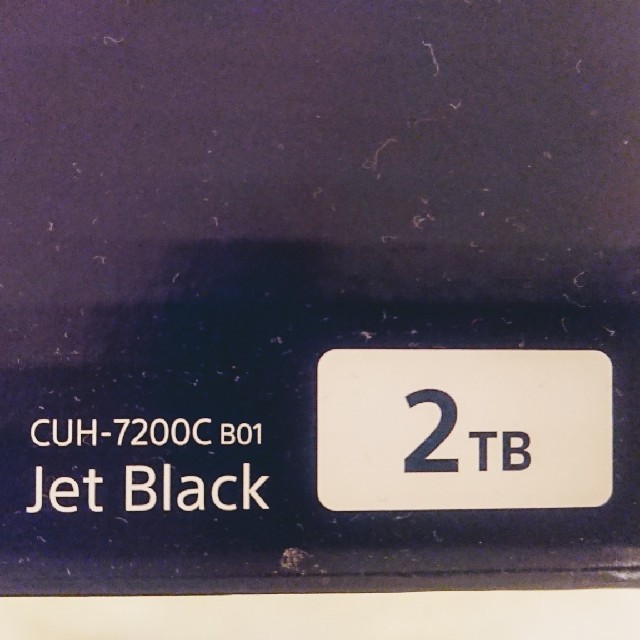 CUH-7200C B01
Jet Black
2TB